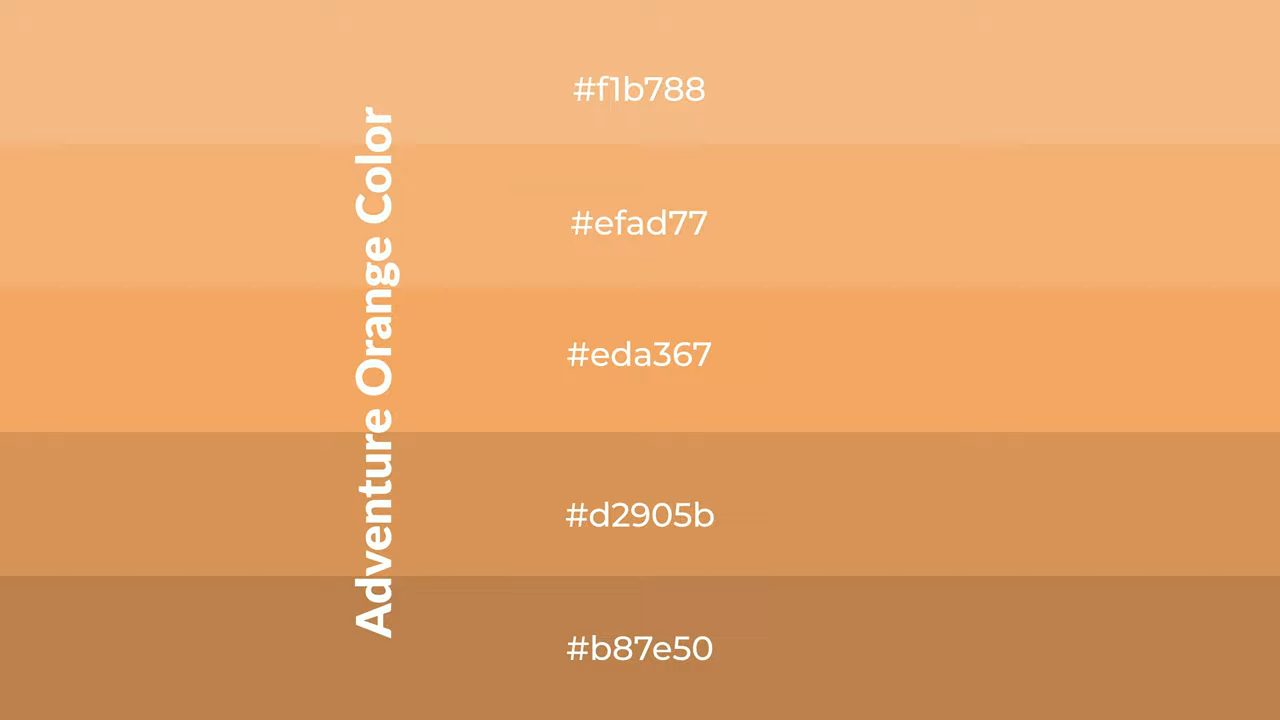 Adventure Orange Color
#f1b788
#efad77
#eda367
#d2905b
#b87e50